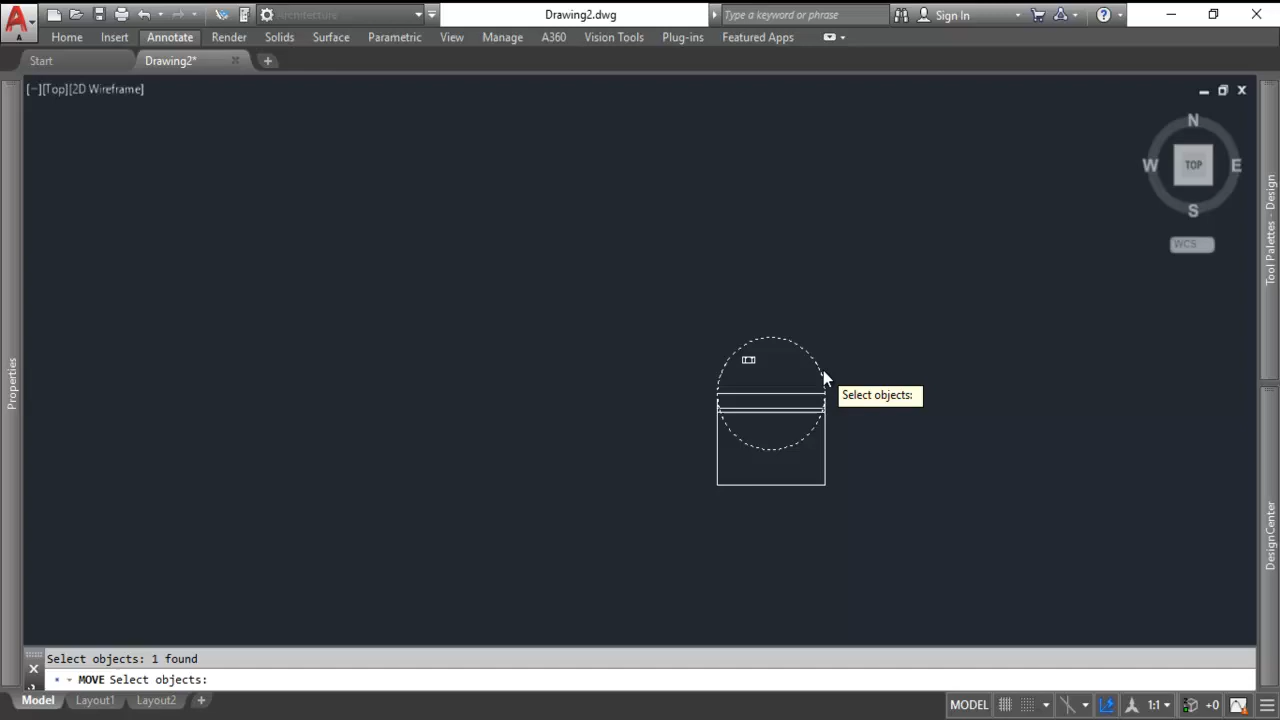 A
Architecture
Drawing2.dwg
Type a keyword or phrase
Sign In
?
A
Home
Insert
Annotate
Render
Solids
Surface
Parametric
View
Manage
A360
Vision Tools
Plug-ins
Featured Apps
Start
Drawing2*
[−][Top][2D Wireframe]
N
W
TOP
E
S
WCS
Tool Palettes - Design
Properties
Select objects:
DesignCenter
Select objects: 1 found
MOVE Select objects:
Model
Layout1
Layout2
MODEL
1:1
+0